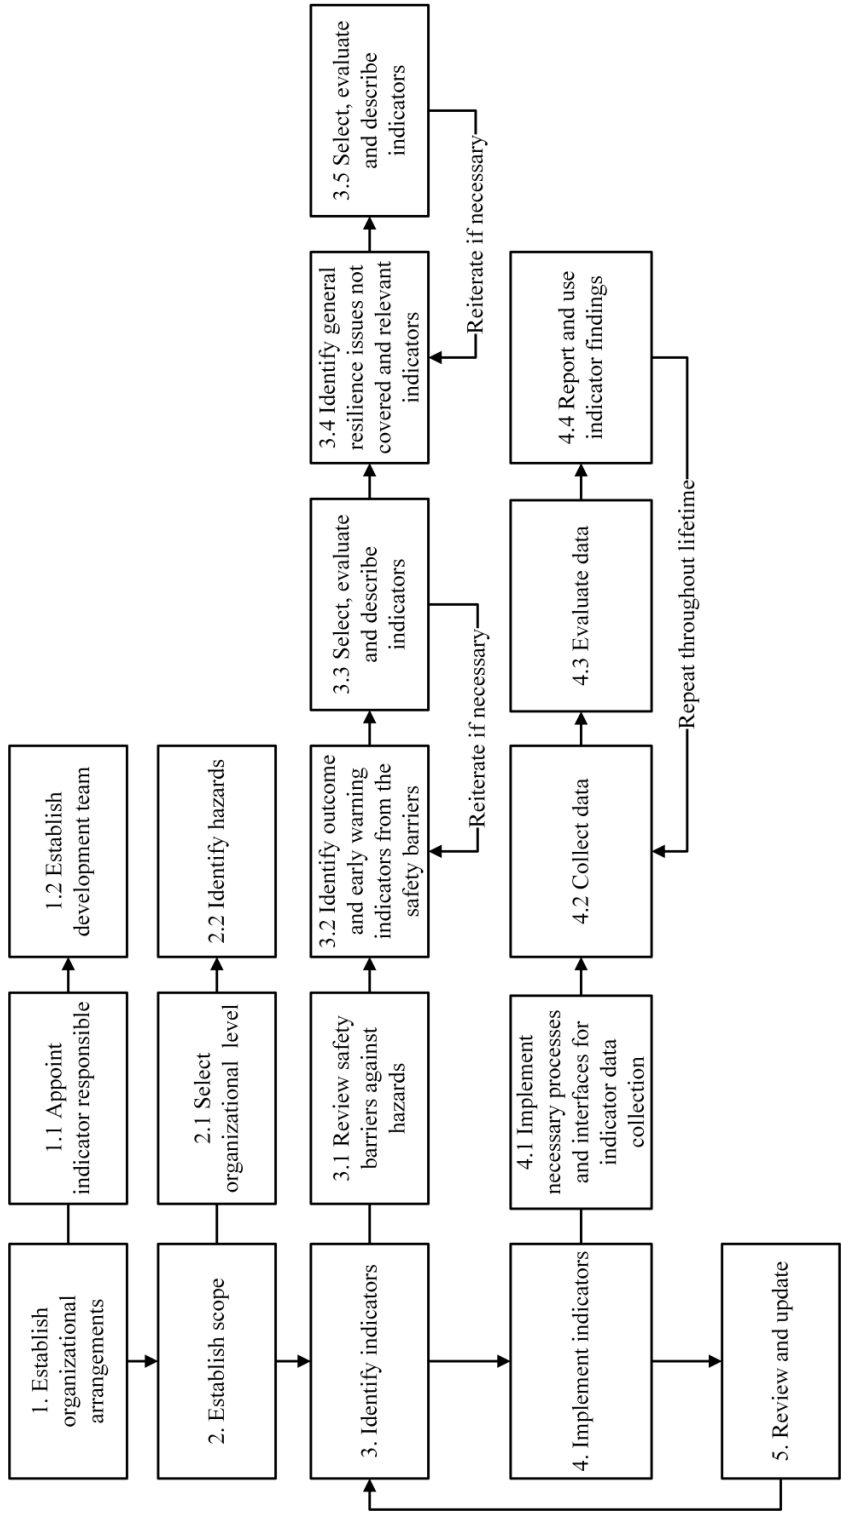 1. Establish
organizational
arrangements
1.1 Appoint
indicator responsible
1.2 Establish
development team
2. Establish scope
2.1 Select
organizational level
2.2 Identify hazards
3. Identify indicators
3.1 Review safety
barriers against
hazards
3.2 Identify outcome
and early warning
indicators from the
safety barriers
3.3 Select, evaluate
and describe
indicators
Reiterate if necessary
3.4 Identify general
resilience issues not
covered and relevant
indicators
3.5 Select, evaluate
and describe
indicators
Reiterate if necessary
4. Implement indicators
4.1 Implement
necessary processes
and interfaces for
indicator data
collection
4.2 Collect data
4.3 Evaluate data
4.4 Report and use
indicator findings
Repeat throughout lifetime
5. Review and update